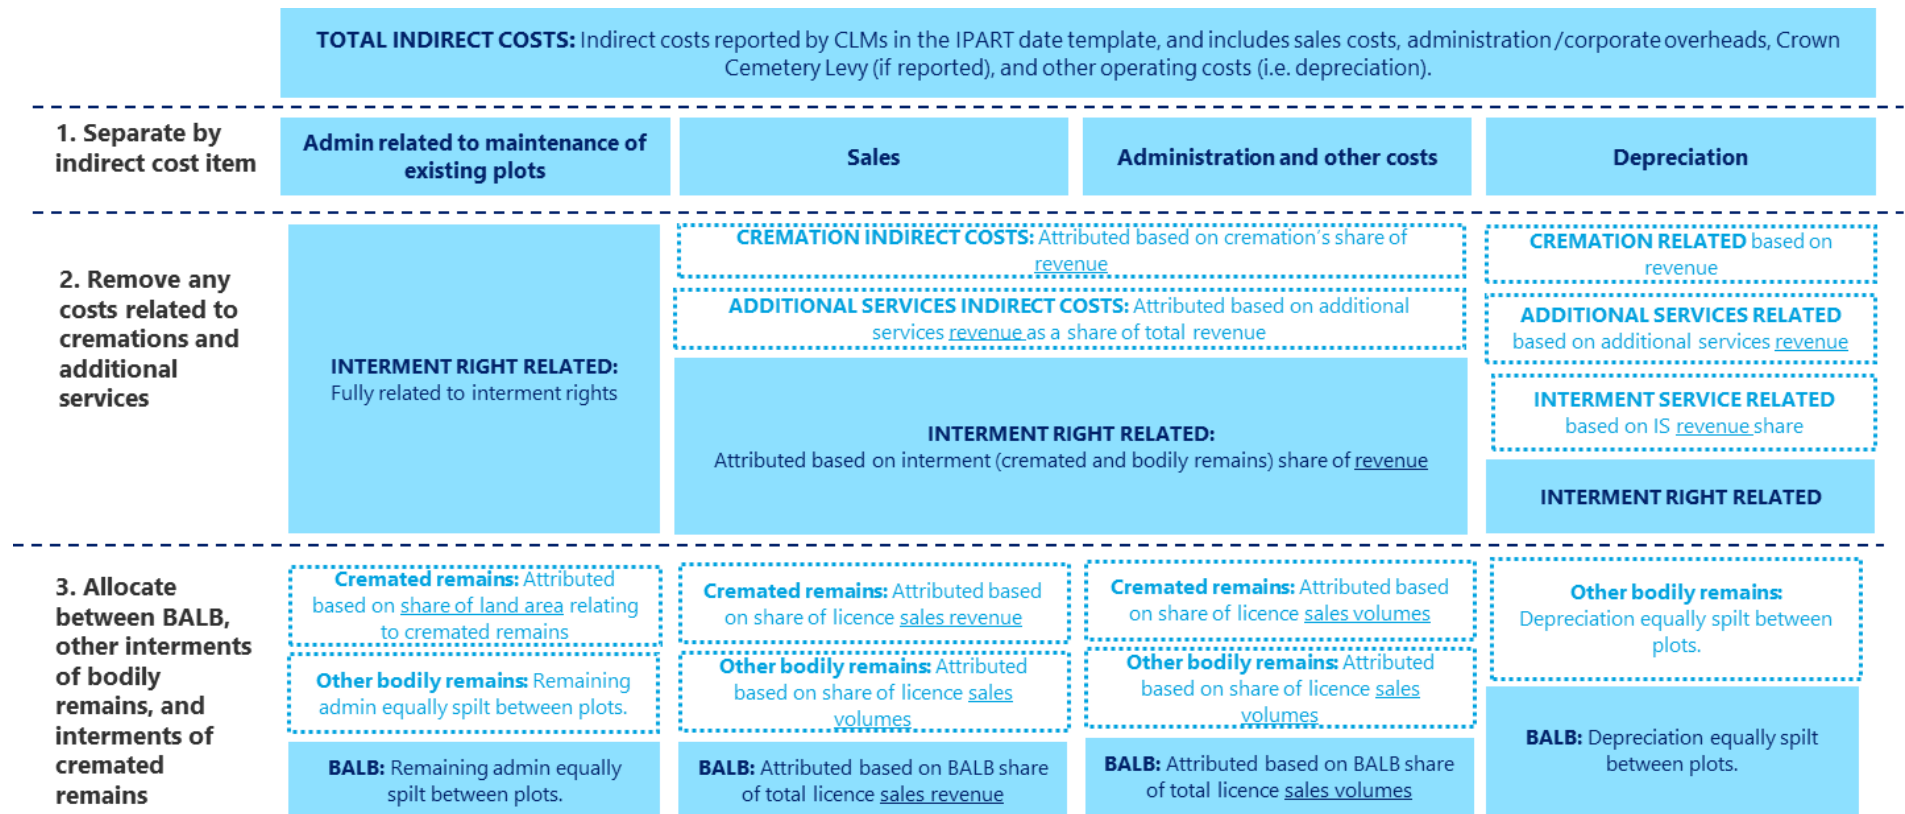 TOTAL INDIRECT COSTS: Indirect costs reported by CLMs in the IPART date template, and includes sales costs, administration/corporate overheads, Crown
Cemetery Levy (if reported), and other operating costs (i.e. depreciation).
1. Separate by
indirect cost item
Admin related to maintenance of
existing plots
Sales
Administration and other costs
Depreciation
2. Remove any
costs related to
cremations and
additional
services
INTERMENT RIGHT RELATED:
Fully related to interment rights
CREMATION INDIRECT COSTS: Attributed based on cremation's share of
revenue
ADDITIONAL SERVICES INDIRECT COSTS: Attributed based on additional
services revenue as a share of total revenue
INTERMENT RIGHT RELATED:
Attributed based on interment (cremated and bodily remains) share of revenue
CREMATION RELATED based on
revenue
ADDITIONAL SERVICES RELATED
based on additional services revenue
INTERMENT SERVICE RELATED
based on IS revenue share
INTERMENT RIGHT RELATED
3. Allocate
between BALB,
other interments
of bodily
remains, and
interments of
cremated
remains
Cremated remains: Attributed
based on share of land area relating
to cremated remains
Other bodily remains: Remaining
admin equally spilt between plots.
BALB: Remaining admin equally
spilt between plots.
Cremated remains: Attributed based
on share of licence sales revenue
Other bodily remains: Attributed
based on share of licence sales
volumes
BALB: Attributed based on BALB share
of total licence sales revenue
Cremated remains: Attributed based
on share of licence sales volumes
Other bodily remains: Attributed
based on share of licence sales
volumes
BALB: Attributed based on BALB share
of total licence sales volumes
Other bodily remains:
Depreciation equally spilt between
plots.
BALB: Depreciation equally spilt
between plots.